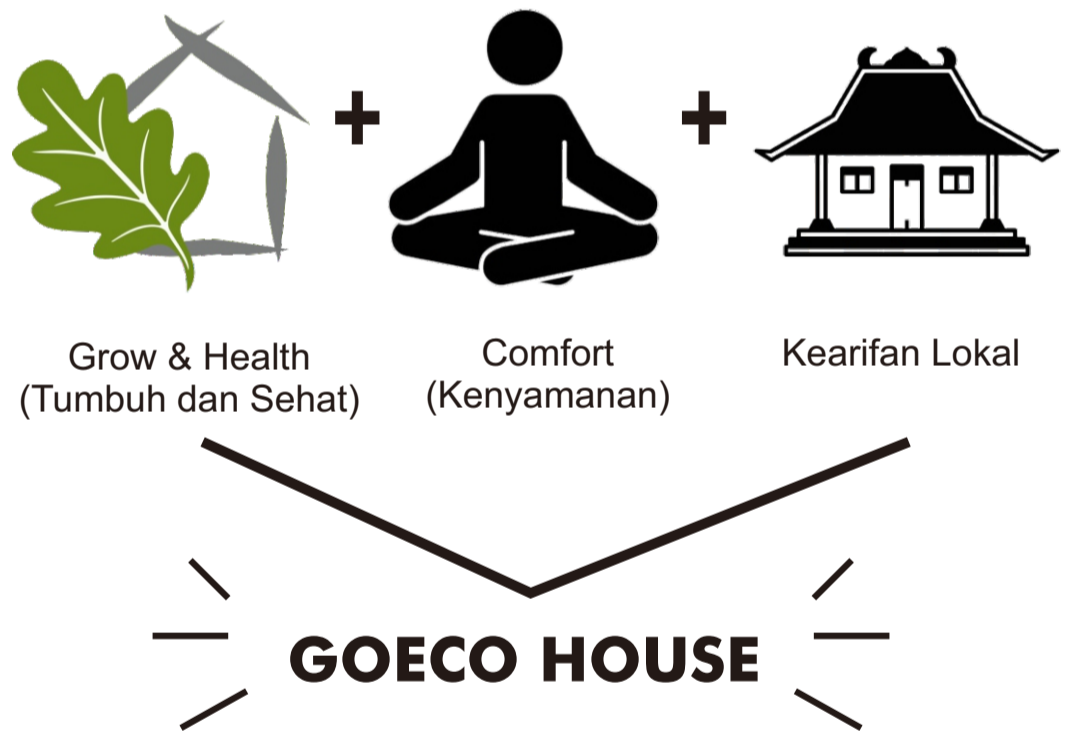 +
+
Grow & Health
(Tumbuh dan Sehat)
Comfort
(Kenyamanan)
Kearifan Lokal
GOECO HOUSE